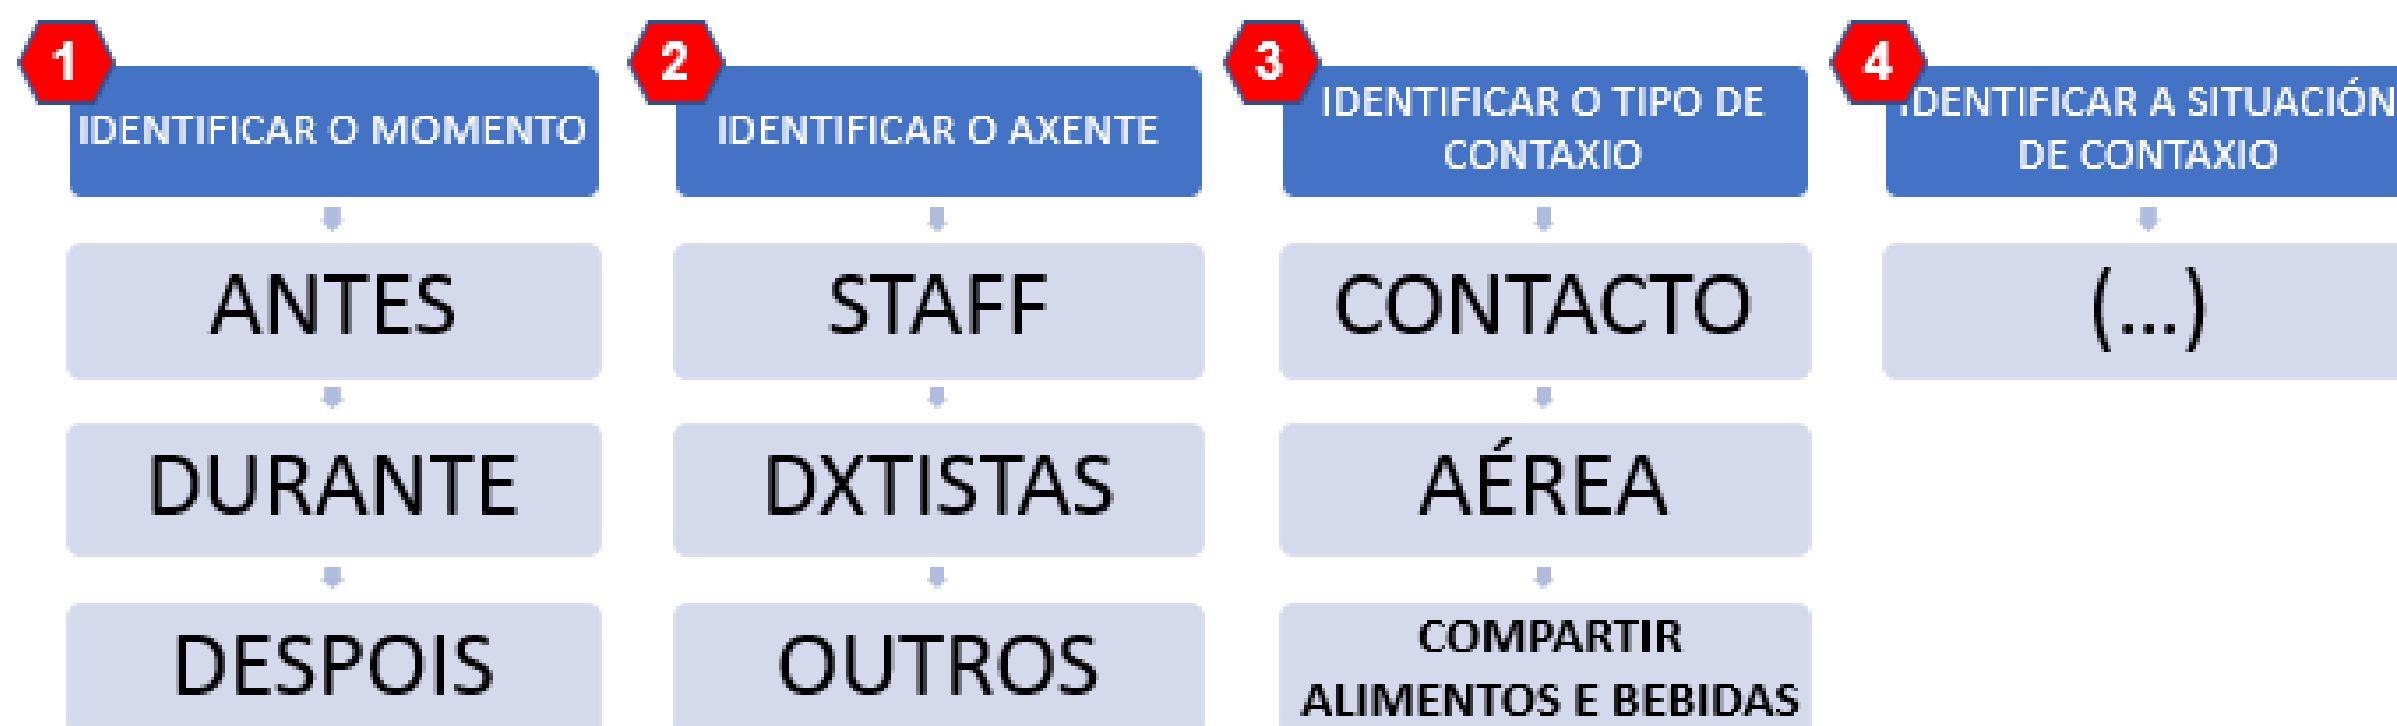 1
IDENTIFICAR O MOMENTO
ANTES
DURANTE
DESPOIS
2
IDENTIFICAR O AXENTE
STAFF
DXTISTAS
OUTROS
3
IDENTIFICAR O TIPO DE
CONTAXIO
CONTACTO
AÉREA
COMPARTIR
ALIMENTOS E BEBIDAS
4
IDENTIFICAR A SITUACIÓN
DE CONTAXIO
(...)